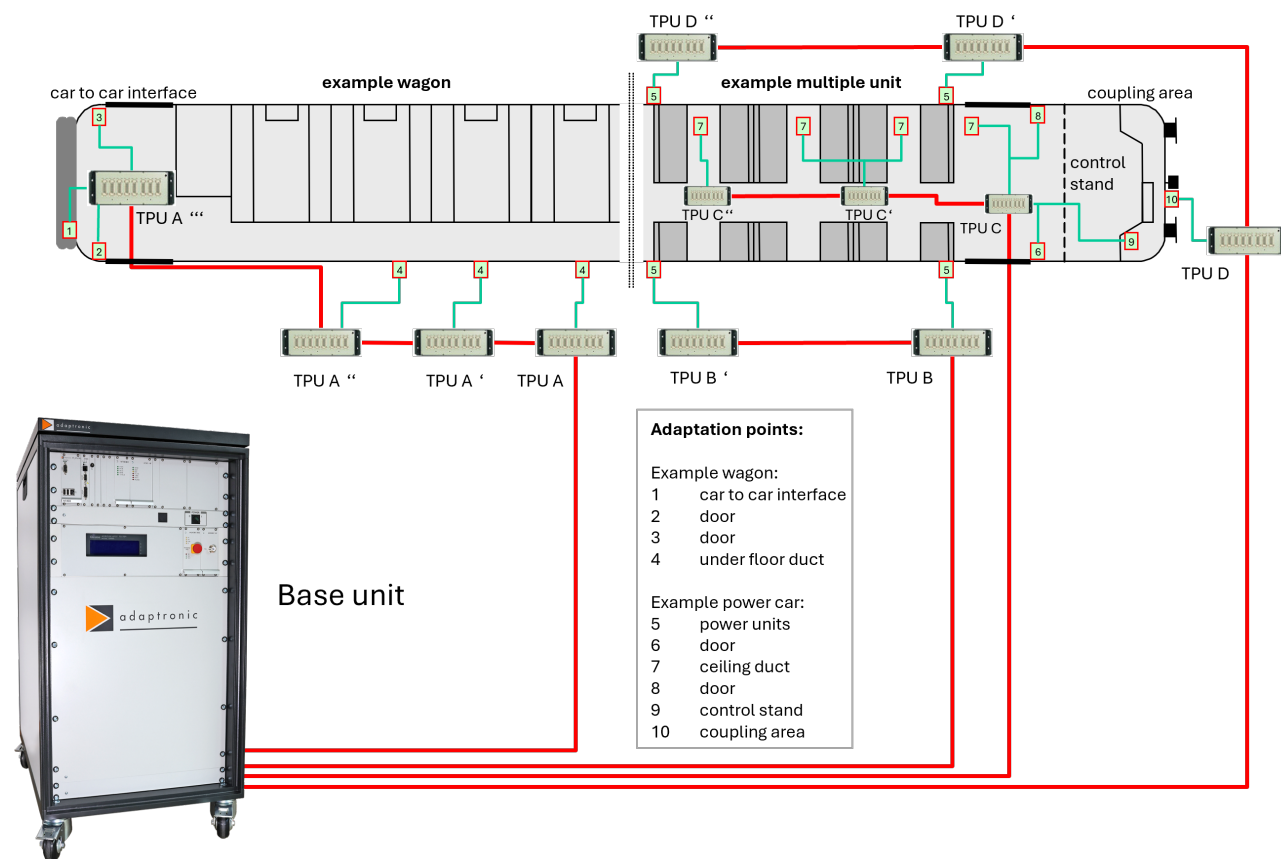 TPU D ‘‘
TPU D ‘
example wagon
example multiple unit
car to car interface
coupling area
5
5
3
7
7
7
7
8
control
stand
TPU A ‘‘‘
TPU C‘‘
TPU C‘
TPU C
10
1
2
6
9
TPU D
4
4
4
5
5
TPU A ‘‘
TPU A ‘
TPU A
TPU B ‘
TPU B
adaptronic
Base unit
adaptronic
Adaptation points:
Example wagon:
1 car to car interface
2 door
3 door
4 under floor duct
Example power car:
5 power units
6 door
7 ceiling duct
8 door
9 control stand
10 coupling area